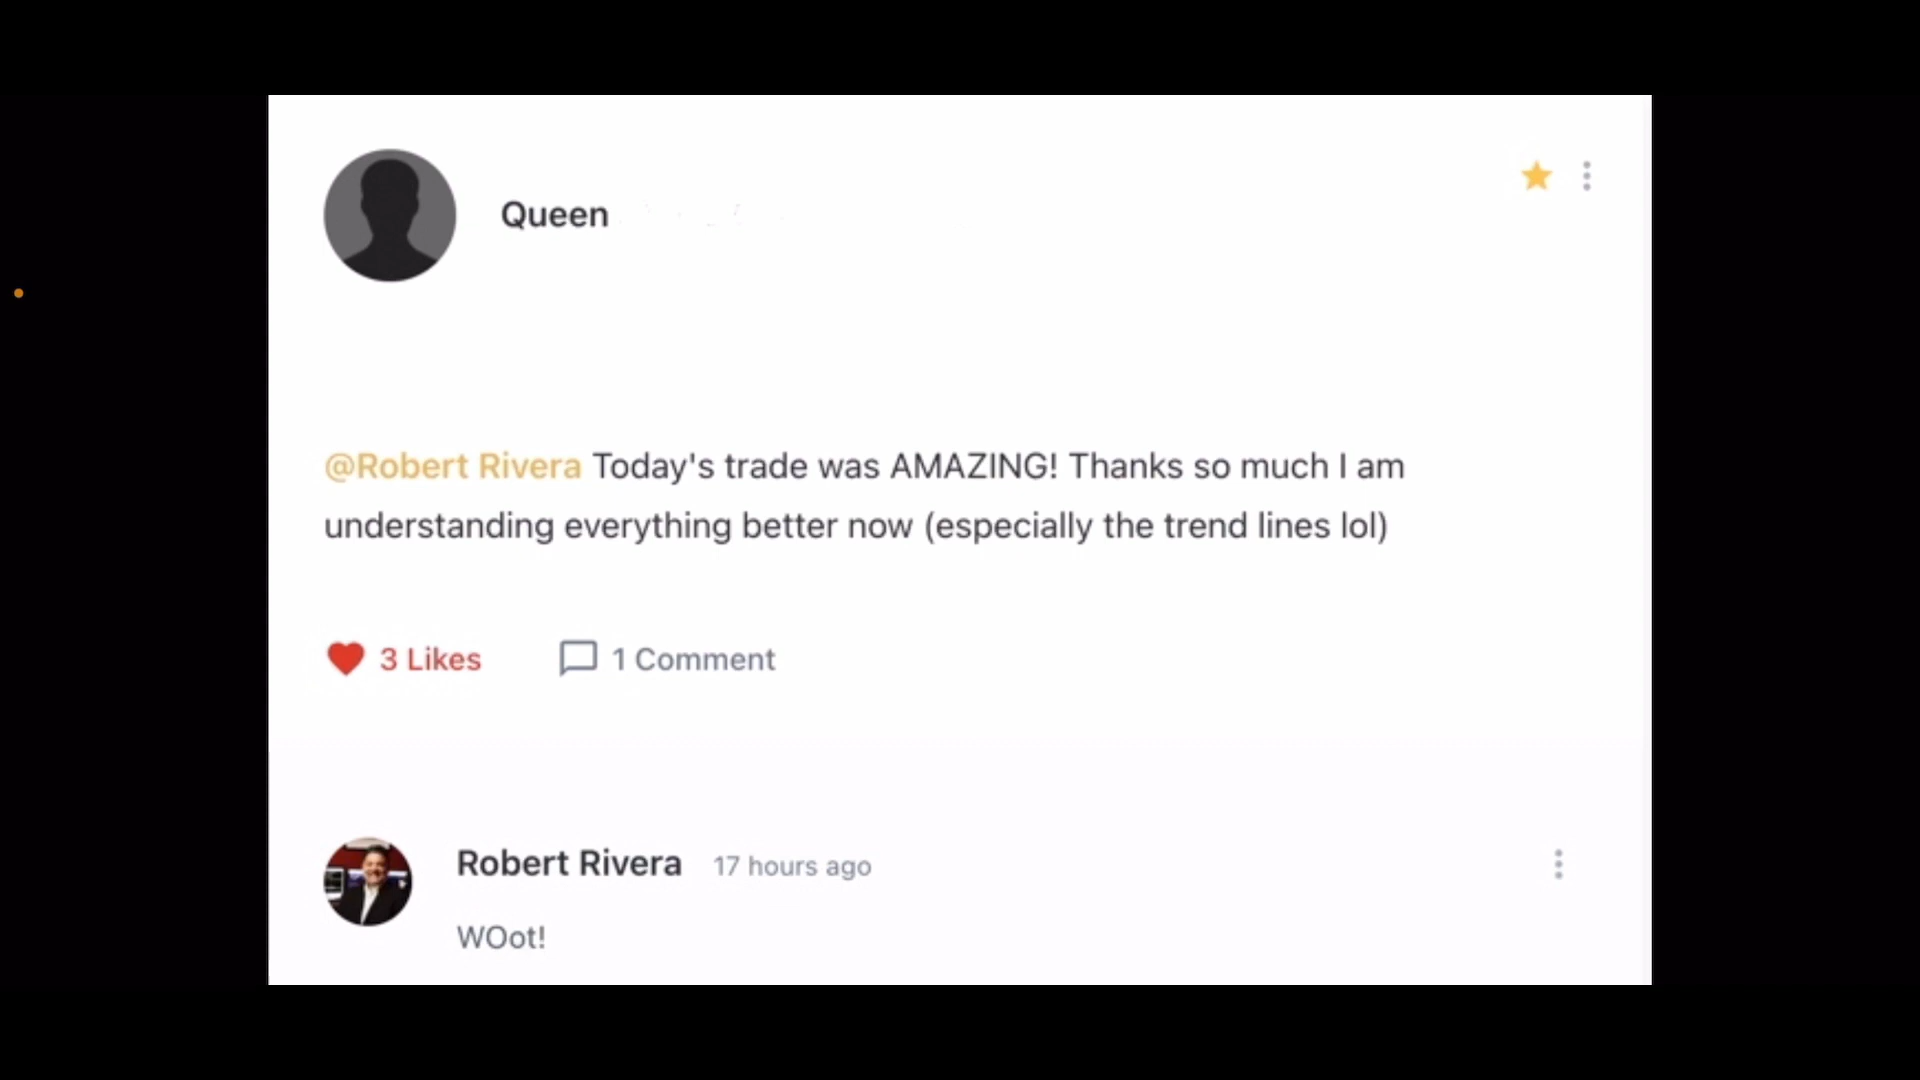 Queen
@Robert Rivera Today's trade was AMAZING! Thanks so much I am
understanding everything better now (especially the trend lines lol)
3 Likes 1 Comment
Robert Rivera 17 hours ago
WOot!